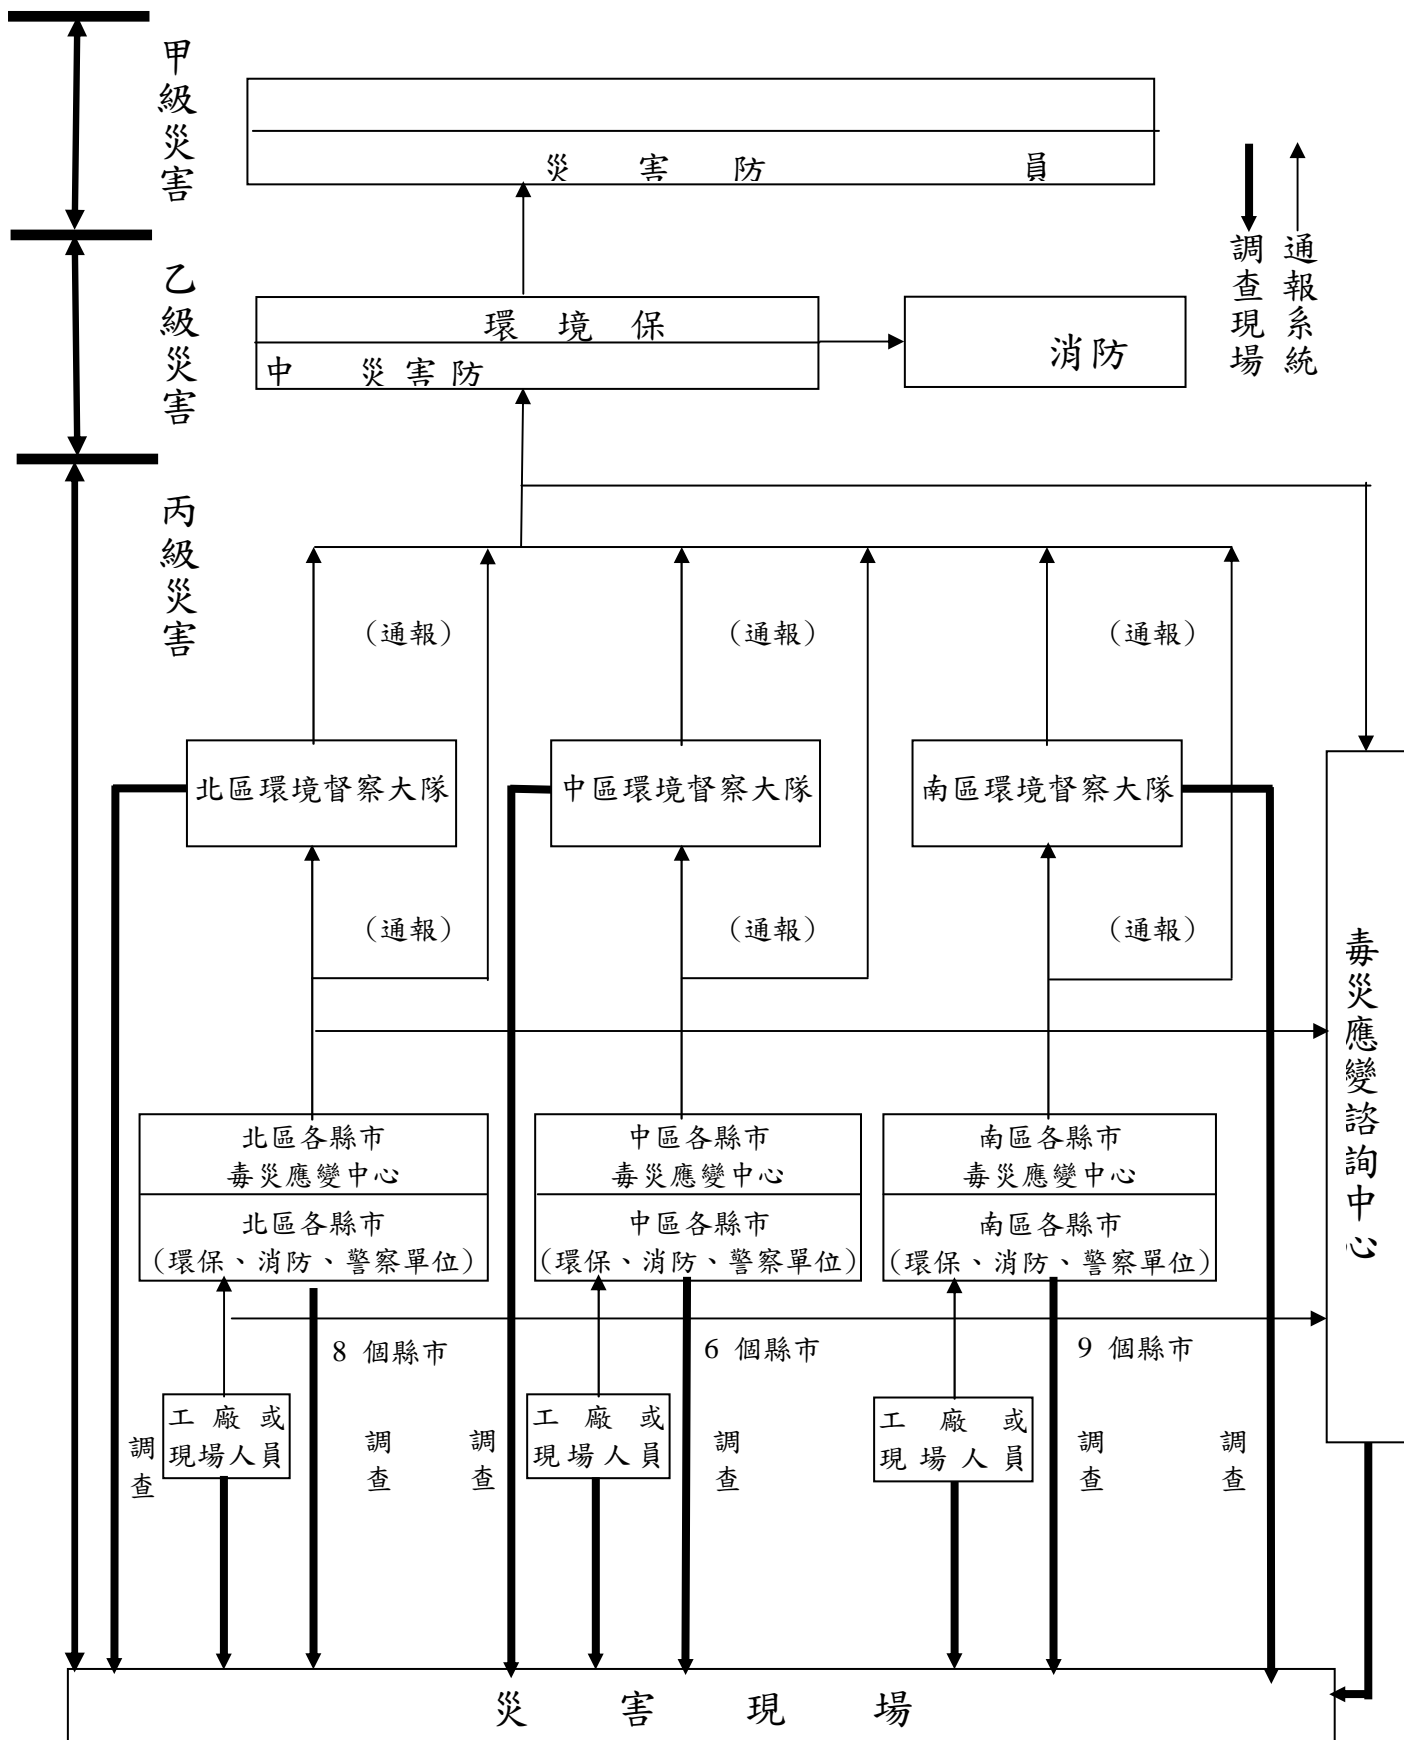 甲級災害
災害防 員
調查現場
通報系統
乙級災害
環境保
中 災害防
消防
丙級災害
(通報)
(通報)
(通報)
北區環境督察大隊
中區環境督察大隊
南區環境督察大隊
(通報)
(通報)
(通報)
毒災應變諮詢中心
北區各縣市
毒災應變中心
北區各縣市
(環保、消防、警察單位)
中區各縣市
毒災應變中心
中區各縣市
(環保、消防、警察單位)
南區各縣市
毒災應變中心
南區各縣市
(環保、消防、警察單位)
8 個縣市
6 個縣市
9 個縣市
工廠或
現場人員
工廠或
現場人員
工廠或
現場人員
調查
調查
調查
調查
調查
調查
災害現場